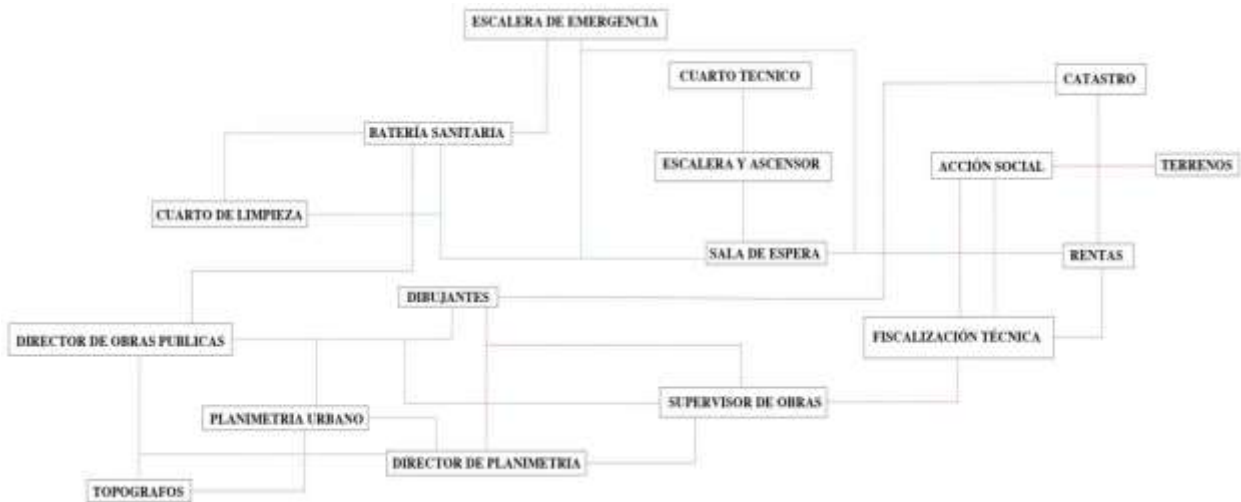 ESCALERA DE EMERGENCIA
CUARTO TECNICO
CATASTRO
BATERÍA SANITARIA
ESCALERA Y ASCENSOR
ACCIÓN SOCIAL
TERRENOS
CUARTO DE LIMPIEZA
SALA DE ESPERA
RENTAS
DIBUJANTES
DIRECTOR DE OBRAS PUBLICAS
FISCALIZACIÓN TÉCNICA
PLANIMETRIA URBANO
SUPERVISOR DE OBRAS
DIRECTOR DE PLANIMETRIA
TOPOGRAFOS